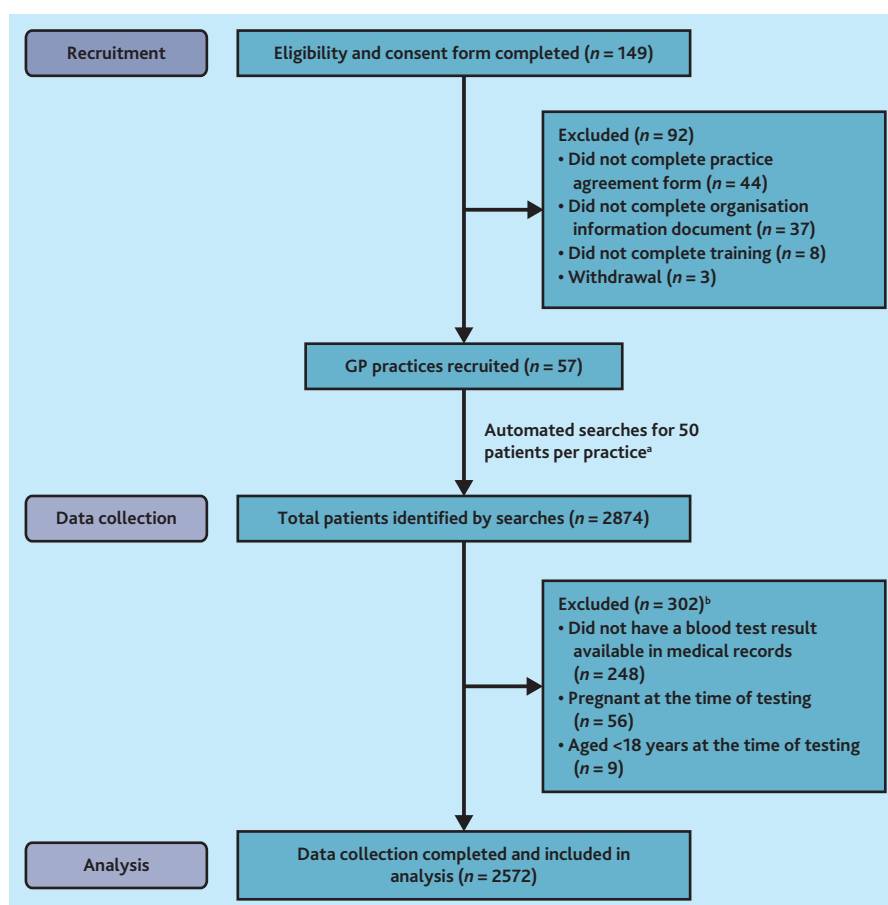 Recruitment
Eligibility and consent form completed (n = 149)
Excluded (n = 92)
• Did not complete practice
agreement form (n = 44)
• Did not complete organisation
information document (n = 37)
• Did not complete training (n = 8)
• Withdrawal (n = 3)
GP practices recruited (n = 57)
Automated searches for 50
patients per practiceᵃ
Data collection
Total patients identified by searches (n = 2874)
Excluded (n = 302)ᵇ
• Did not have a blood test result
available in medical records
(n = 248)
• Pregnant at the time of testing
(n = 56)
• Aged <18 years at the time of testing
(n = 9)
Analysis
Data collection completed and included in
analysis (n = 2572)